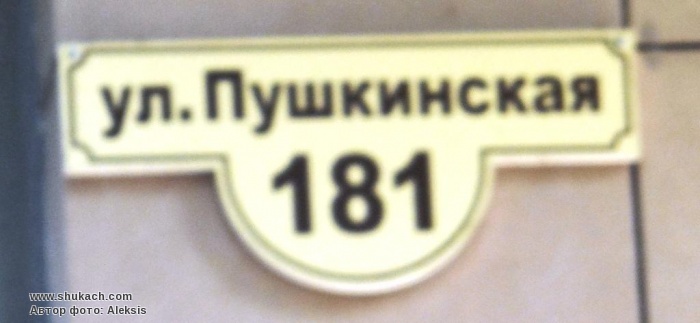 ул. Пушкинская
181
www.shukach.com
Автор фото: Aleksis